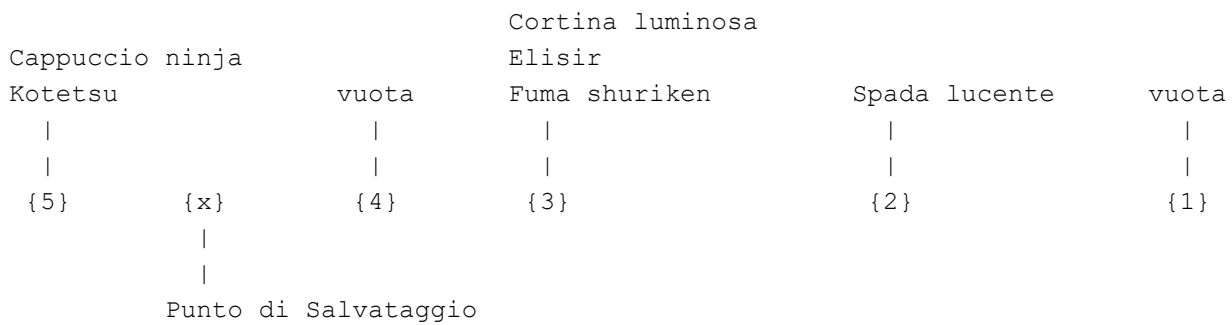 Cortina luminosa
Cappuccio ninja Elisir
Kotetsu vuota Fuma shuriken Spada lucente vuota
| | | | |
| | | | |
{5} {x} {4} {3} {2} {1}
|
|
Punto di Salvataggio